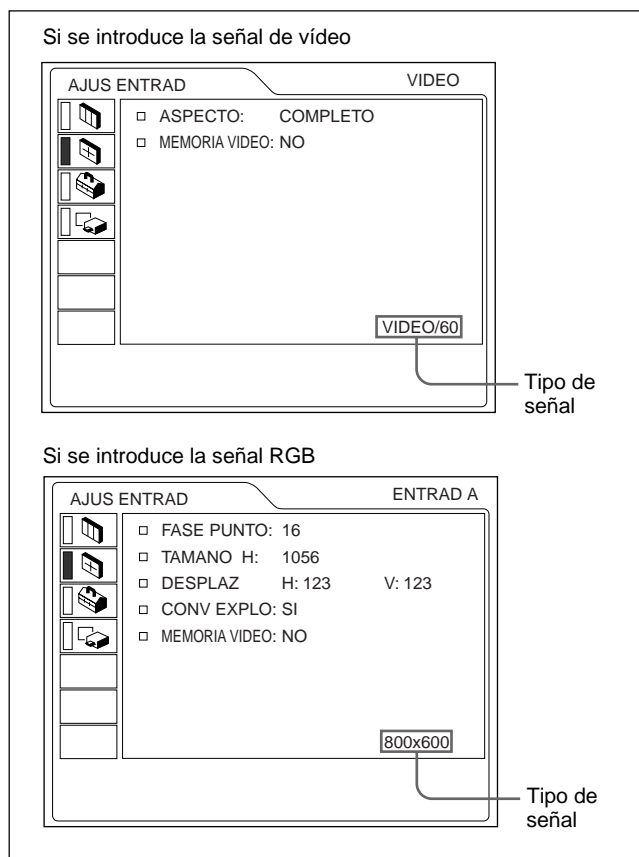 Si se introduce la señal de vídeo
AJUS ENTRAD VIDEO
ASPECTO: COMPLETO
MEMORIA VIDEO: NO
VIDEO/60
Tipo de
señal
Si se introduce la señal RGB
AJUS ENTRAD ENTRAD A
FASE PUNTO: 16
TAMANO H: 1056
DESPLAZ H: 123 V: 123
CONV EXPLO: SI
MEMORIA VIDEO: NO
800x600
Tipo de
señal